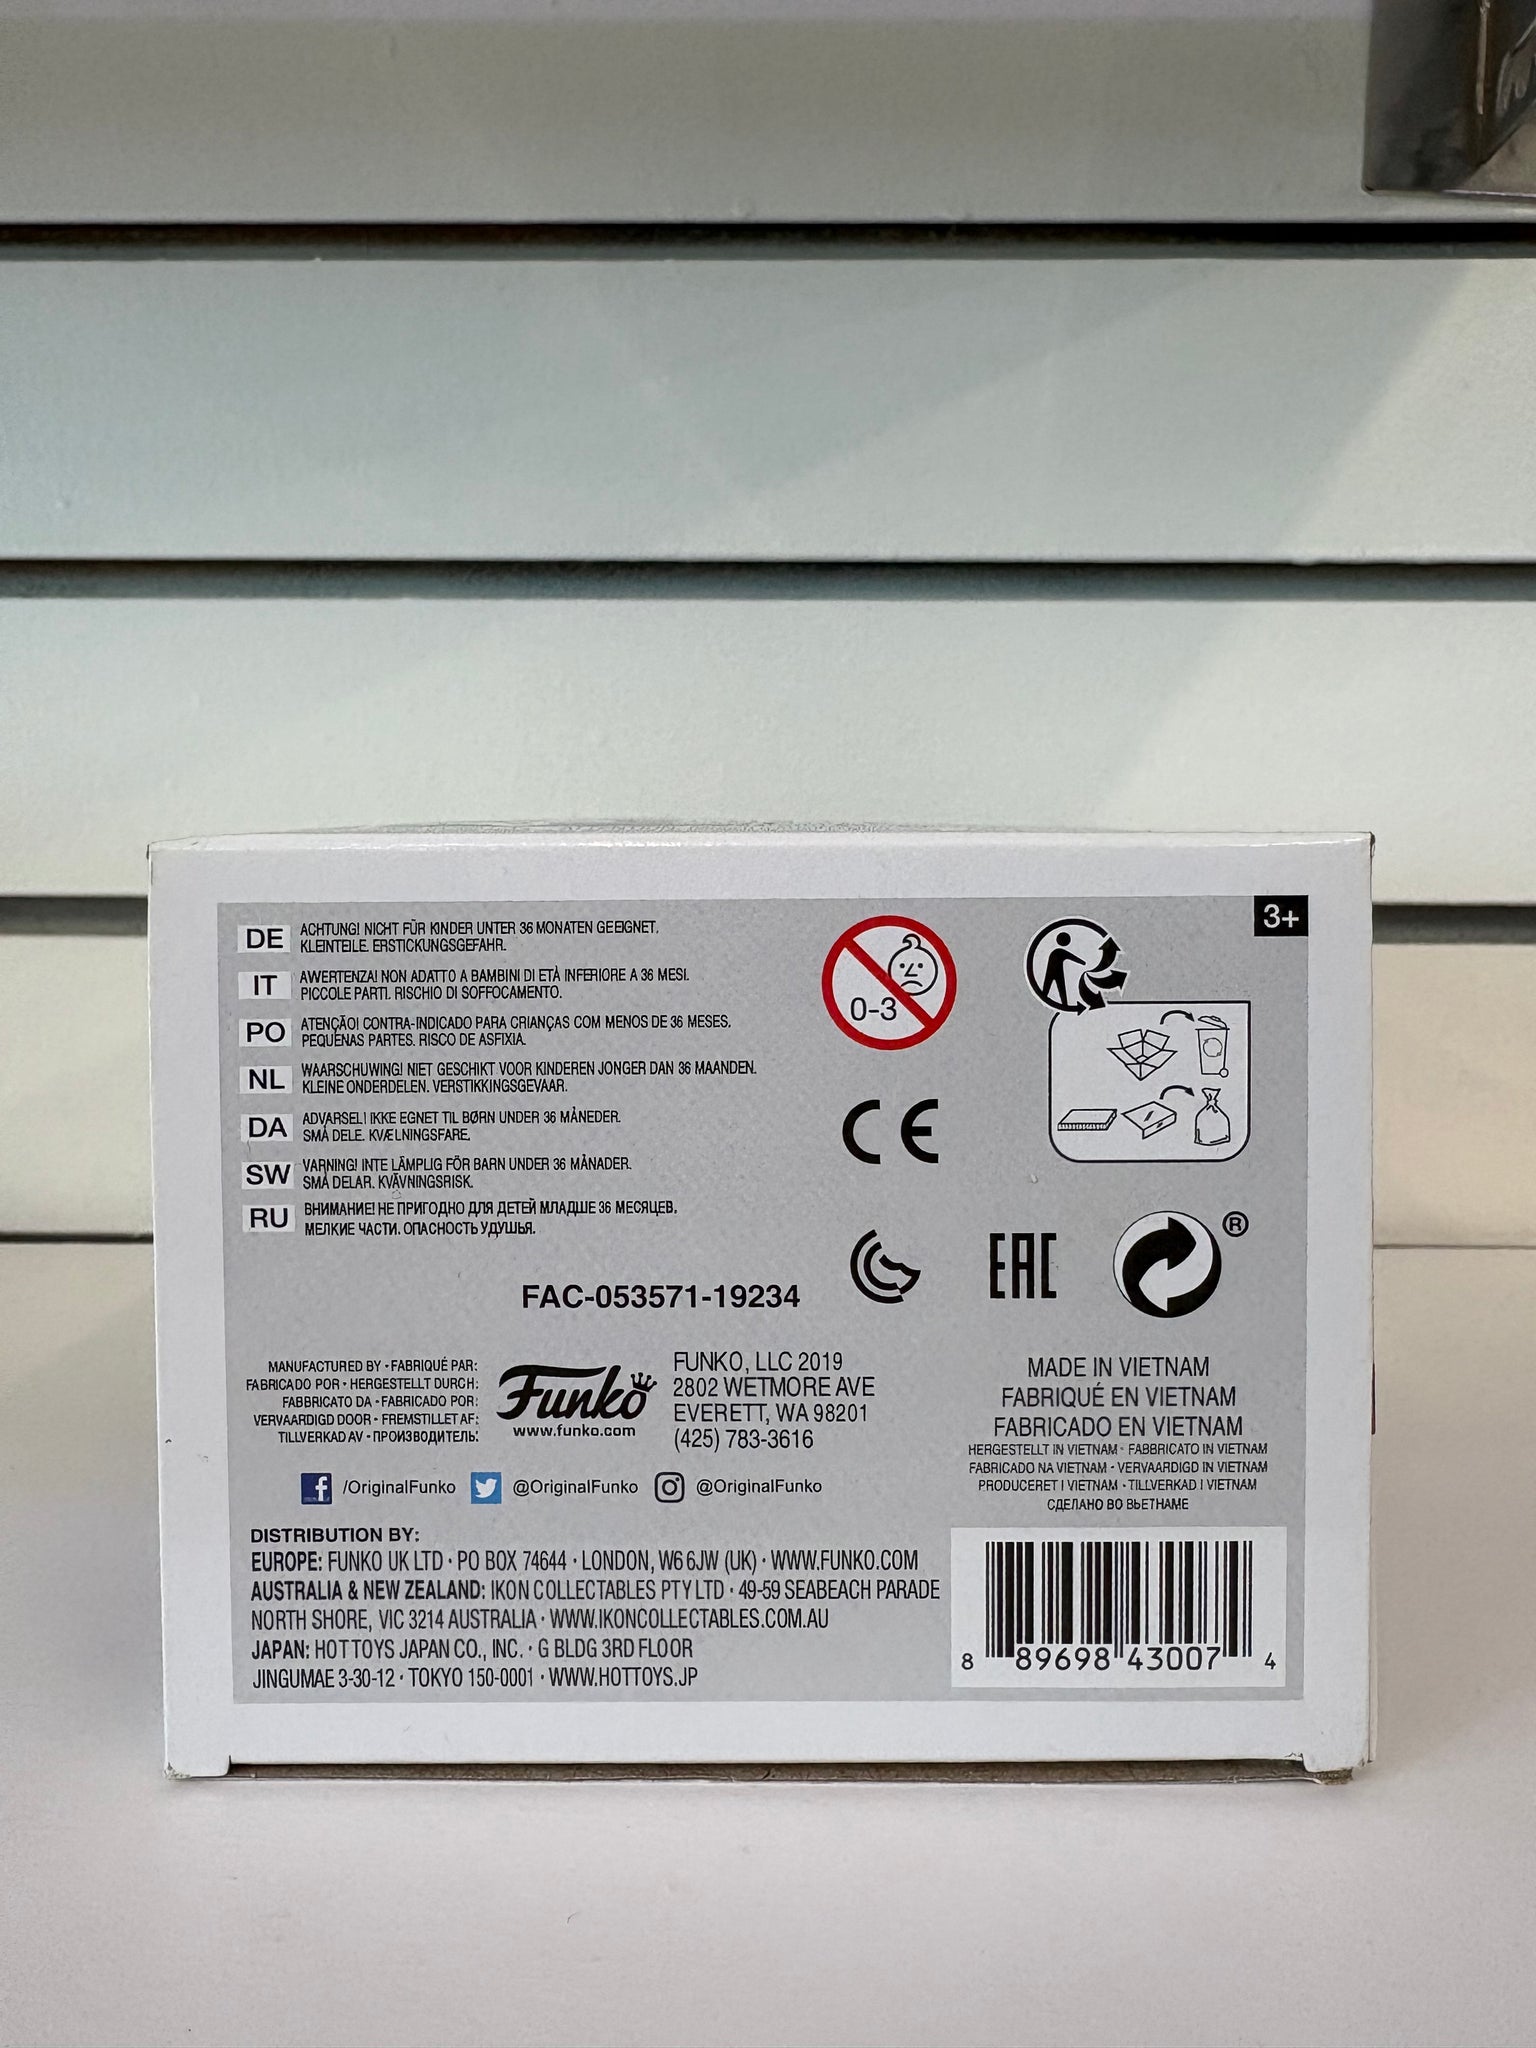 3+
DE ACHTUNG! NICHT FÜR KINDER UNTER 36 MONATEN GEEIGNET.
KLEINTEILE. ERSTICKUNGSGEFAHR.
IT AVVERTENZA! NON ADATTO A BAMBINI DI ETÀ INFERIORE A 36 MESI.
PICCOLE PARTI. RISCHIO DI SOFFOCAMENTO.
PO ATENÇÃO! CONTRA-INDICADO PARA CRIANÇAS COM MENOS DE 36 MESES.
PEQUENAS PARTES. RISCO DE ASFIXIA.
NL WAARSCHUWING! NIET GESCHIKT VOOR KINDEREN JONGER DAN 36 MAANDEN.
KLEINE ONDERDELEN. VERSTIKKINGSGEVAAR.
DA ADVARSEL! IKKE EGNET TIL BØRN UNDER 36 MÅNEDER.
SMÅ DELE. KVÆLNINGSFARE.
SW VARNING! INTE LÄMPLIG FÖR BARN UNDER 36 MÅNADER.
SMÅ DELAR. KVÄVNINGSRISK.
RU ВНИМАНИЕ! НЕ ПРИГОДНО ДЛЯ ДЕТЕЙ МЛАДШЕ 36 МЕСЯЦЕВ.
МЕЛКИЕ ЧАСТИ. ОПАСНОСТЬ УДУШЬЯ.
0-3
CE
EAC
®
FAC-053571-19234
MANUFACTURED BY • FABRIQUÉ PAR:
FABRICADO POR • HERGESTELLT DURCH:
FABBRICATO DA • FABRICADO POR:
VERVAARDIGD DOOR • FREMSTILLET AF:
TILLVERKAD AV • ПРОИЗВОДИТЕЛЬ:
Funko
www.funko.com
FUNKO, LLC 2019
2802 WETMORE AVE
EVERETT, WA 98201
(425) 783-3616
MADE IN VIETNAM
FABRIQUÉ EN VIETNAM
FABRICADO EN VIETNAM
HERGESTELLT IN VIETNAM • FABBRICATO IN VIETNAM
FABRICADO NA VIETNAM • VERVAARDIGD IN VIETNAM
PRODUCERET I VIETNAM • TILLVERKAD I VIETNAM
СДЕЛАНО ВО ВЬЕТНАМЕ
/OriginalFunko @OriginalFunko @OriginalFunko
DISTRIBUTION BY:
EUROPE: FUNKO UK LTD • PO BOX 74644 • LONDON, W6 6JW (UK) • WWW.FUNKO.COM
AUSTRALIA & NEW ZEALAND: IKON COLLECTABLES PTY LTD • 49-59 SEABEACH PARADE
NORTH SHORE, VIC 3214 AUSTRALIA • WWW.IKONCOLLECTABLES.COM.AU
JAPAN: HOT TOYS JAPAN CO., INC. • G BLDG 3RD FLOOR
JINGUMAE 3-30-12 • TOKYO 150-0001 • WWW.HOTTOYS.JP
8 89698 43007 4